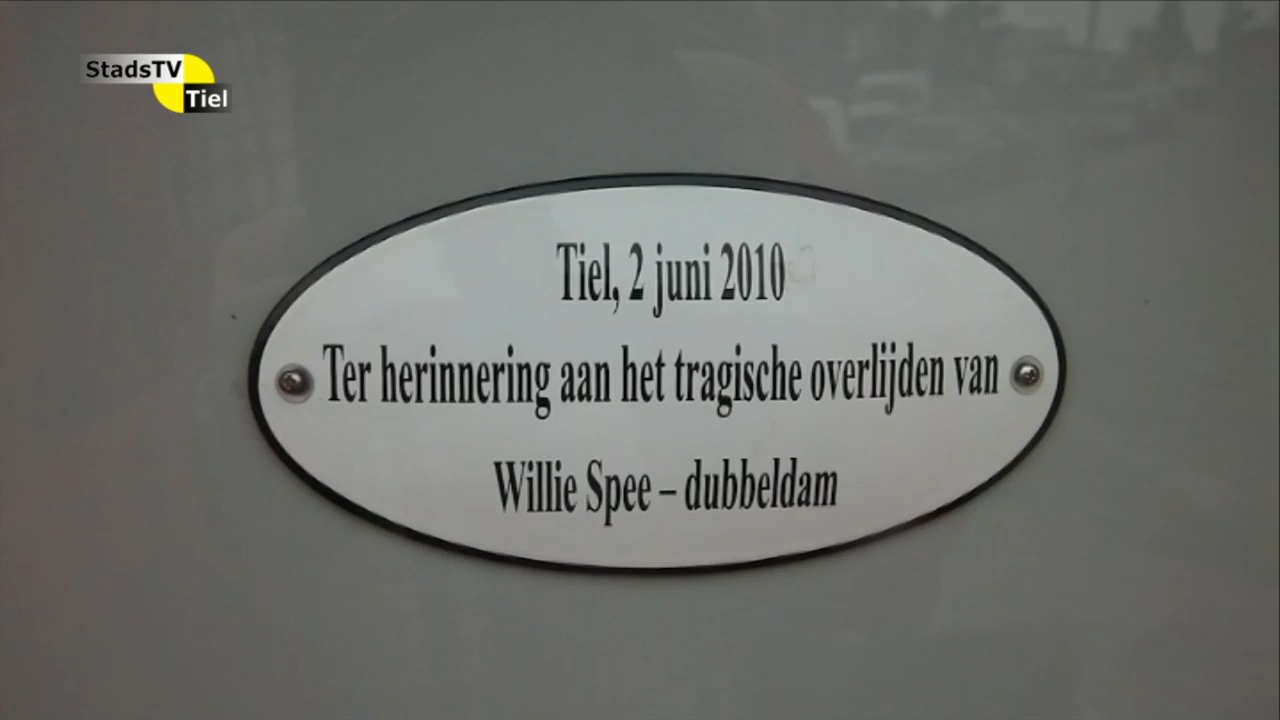 StadsTV
Tiel
Tiel, 2 juni 2010
Ter herinnering aan het tragische overlijden van
Willie Spee – dubbeldam